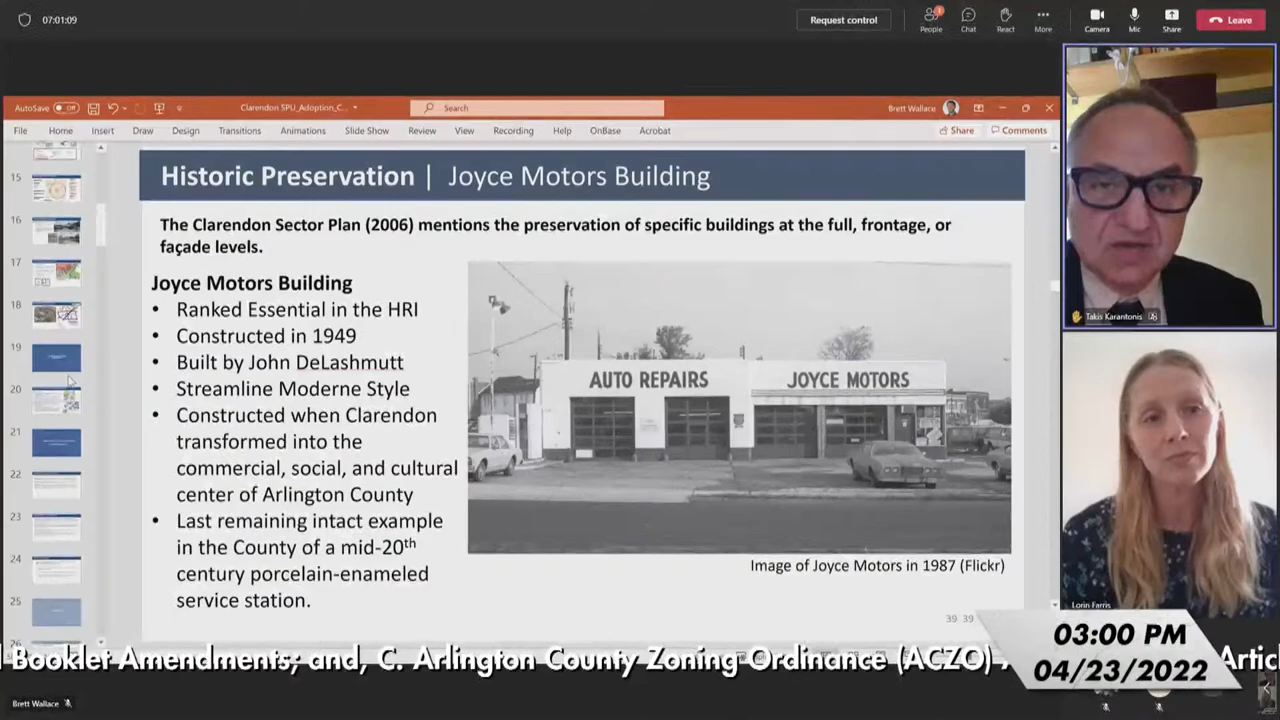 07:01:09
Request control
1
People
Chat
React
More
Camera
Mic
Share
Leave
AutoSave
Off
Clarendon SPU_Adoption_C...
Search
Brett Wallace
File
Home
Insert
Draw
Design
Transitions
Animations
Slide Show
Review
View
Recording
Help
OnBase
Acrobat
Share
Comments
15
16
17
18
19
20
21
22
23
24
25
Historic Preservation | Joyce Motors Building
The Clarendon Sector Plan (2006) mentions the preservation of specific buildings at the full, frontage, or
façade levels.
Joyce Motors Building
• Ranked Essential in the HRI
• Constructed in 1949
• Built by John DeLashmutt
• Streamline Moderne Style
• Constructed when Clarendon
transformed into the
commercial, social, and cultural
center of Arlington County
• Last remaining intact example
in the County of a mid-20th
century porcelain-enameled
service station.
AUTO REPAIRS
JOYCE MOTORS
Image of Joyce Motors in 1987 (Flickr)
39 39
Takis Karantonis
Lorin Farris
Booklet Amendments; and, C. Arlington County Zoning Ordinance (ACZO)
Artic
03:00 PM
04/23/2022
Brett Wallace